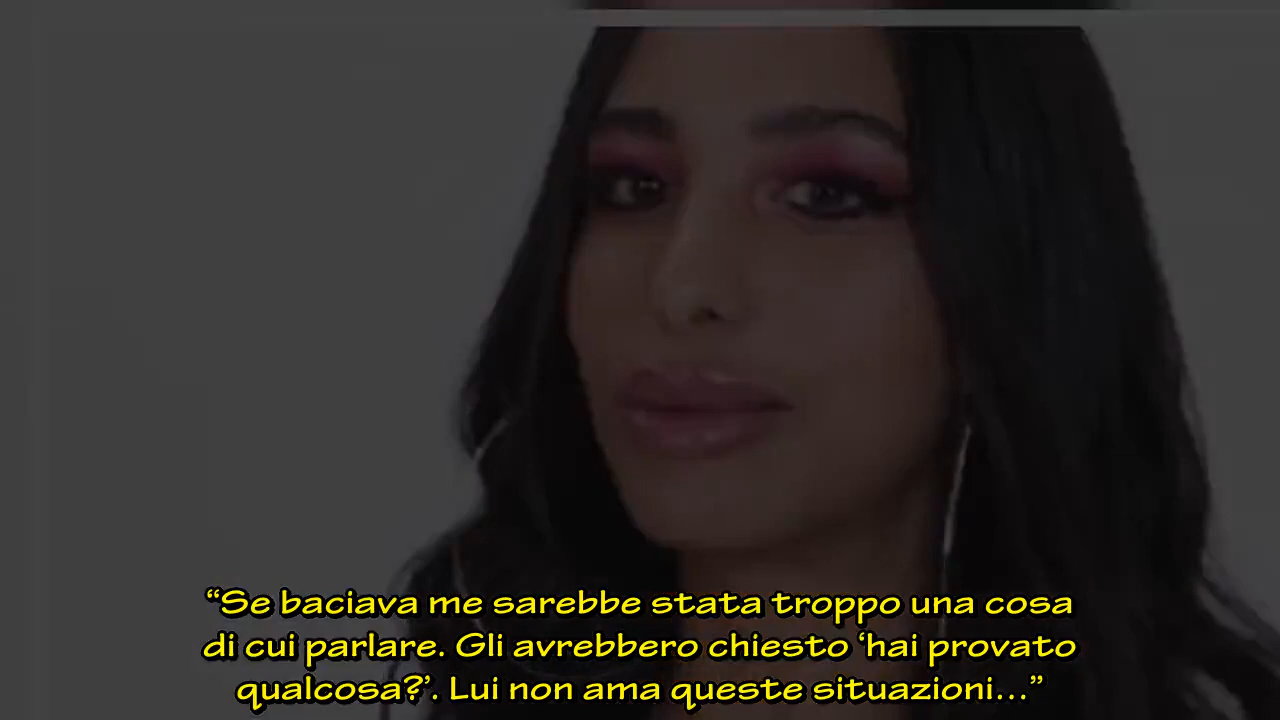 “Se baciava me sarebbe stata troppo una cosa
di cui parlare. Gli avrebbero chiesto ‘hai provato
qualcosa?’. Lui non ama queste situazioni...”